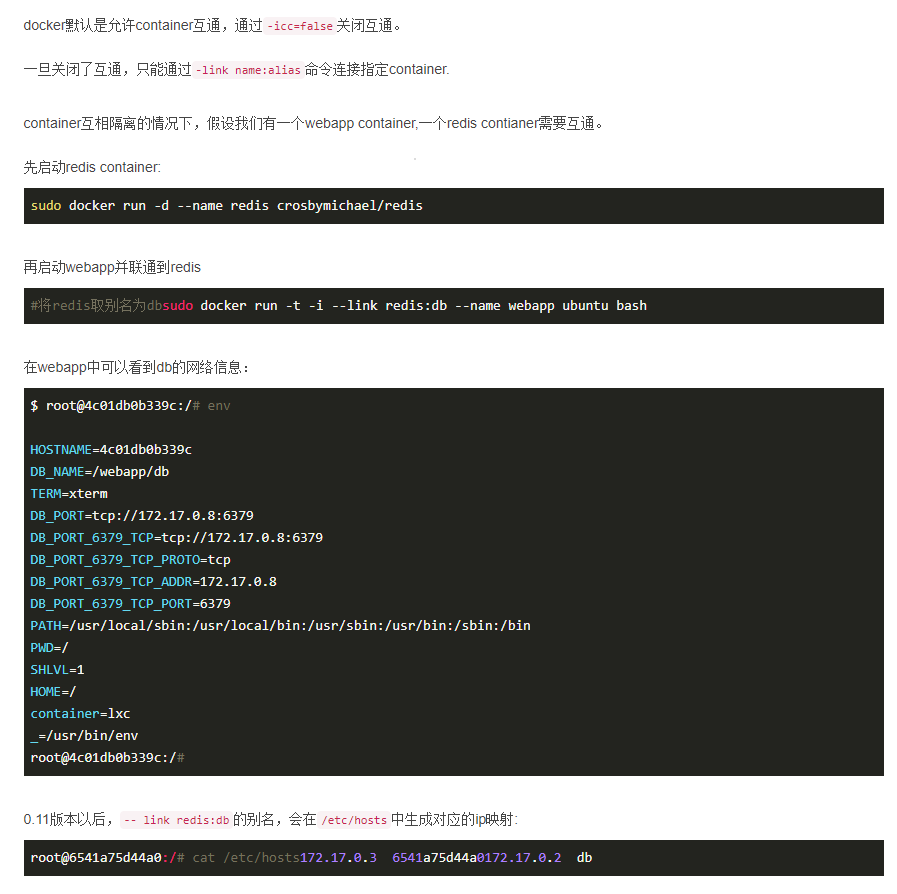 docker默认是允许container互通，通过 -icc=false 关闭互通。
一旦关闭了互通，只能通过 -link name:alias 命令连接指定container.
container互相隔离的情况下，假设我们有一个webapp container,一个redis contianer需要互通。
先启动redis container:
sudo docker run -d --name redis crosbymichael/redis
再启动webapp并联通到redis
#将redis取别名为dbsudo docker run -t -i --link redis:db --name webapp ubuntu bash
在webapp中可以看到db的网络信息：
$ root@4c01db0b339c:/# env
HOSTNAME=4c01db0b339c
DB_NAME=/webapp/db
TERM=xterm
DB_PORT=tcp://172.17.0.8:6379
DB_PORT_6379_TCP=tcp://172.17.0.8:6379
DB_PORT_6379_TCP_PROTO=tcp
DB_PORT_6379_TCP_ADDR=172.17.0.8
DB_PORT_6379_TCP_PORT=6379
PATH=/usr/local/sbin:/usr/local/bin:/usr/sbin:/usr/bin:/sbin:/bin
PWD=/
SHLVL=1
HOME=/
container=lxc
_=/usr/bin/env
root@4c01db0b339c:/#
0.11版本以后，-- link redis:db 的别名，会在 /etc/hosts 中生成对应的ip映射:
root@6541a75d44a0:/# cat /etc/hosts172.17.0.3  6541a75d44a0172.17.0.2  db